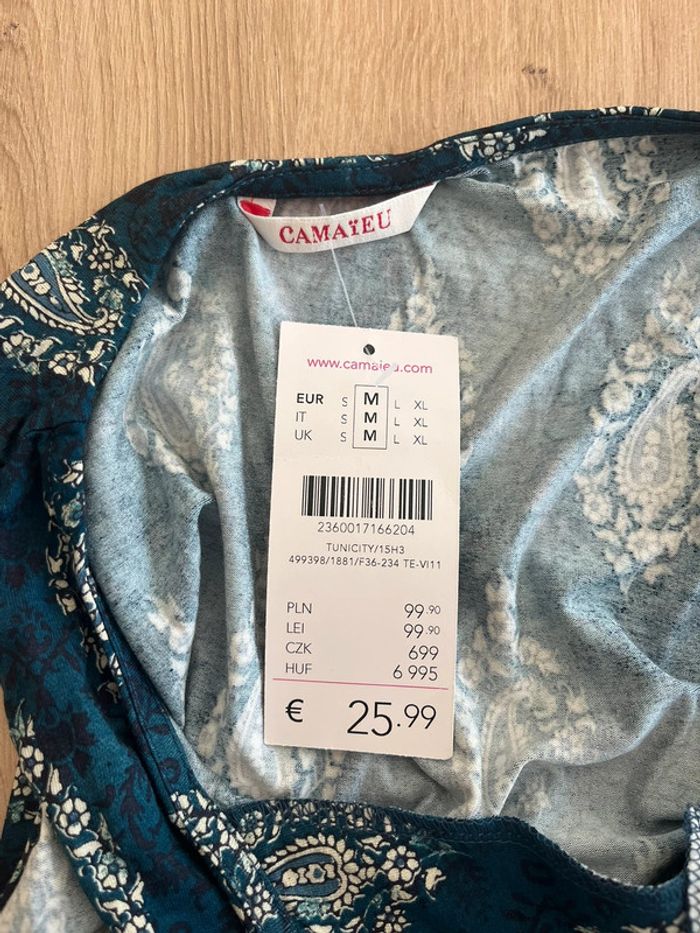 CAMAÏEU
www.camaieu.com
EUR S M L XL
IT S M L XL
UK S M L XL
2360017166204
TUNICITY/15H3
499398/1881/F36-234 TE-VI11
PLN 99.90
LEI 99.90
CZK 699
HUF 6 995
€ 25.99